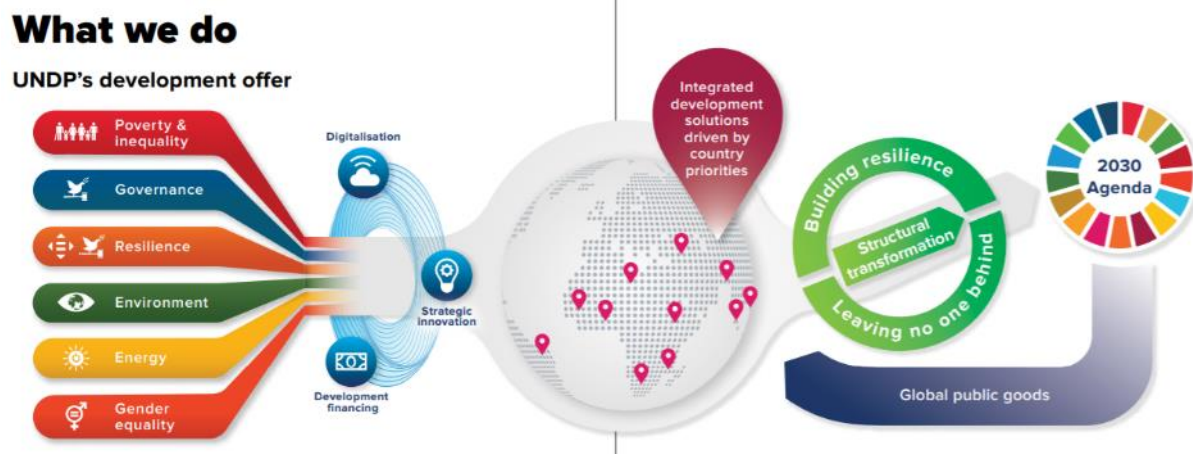 What we do
UNDP's development offer
Poverty &
inequality
Governance
Resilience
Environment
Energy
Gender
equality
Digitalisation
Strategic
innovation
Development
financing
Integrated
development
solutions
driven by
country
priorities
Building resilience
Structural
transformation
Leaving no one behind
2030
Agenda
Global public goods